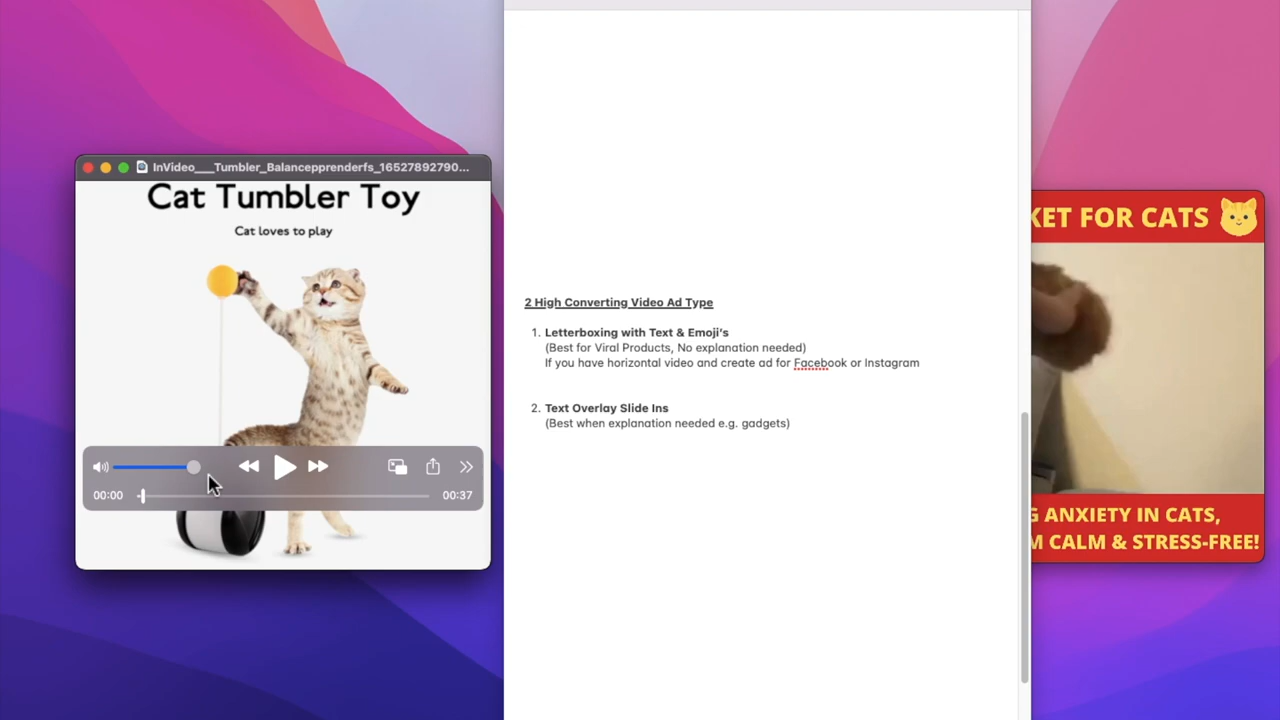 InVideo___Tumbler_Balancepprenderfs_16527892790...
Cat Tumbler Toy
Cat loves to play
00:00
00:37
2 High Converting Video Ad Type
1. Letterboxing with Text & Emoji's
(Best for Viral Products, No explanation needed)
If you have horizontal video and create ad for Facebook or Instagram
2. Text Overlay Slide Ins
(Best when explanation needed e.g. gadgets)
KET FOR CATS
G ANXIETY IN CATS,
M CALM & STRESS-FREE!